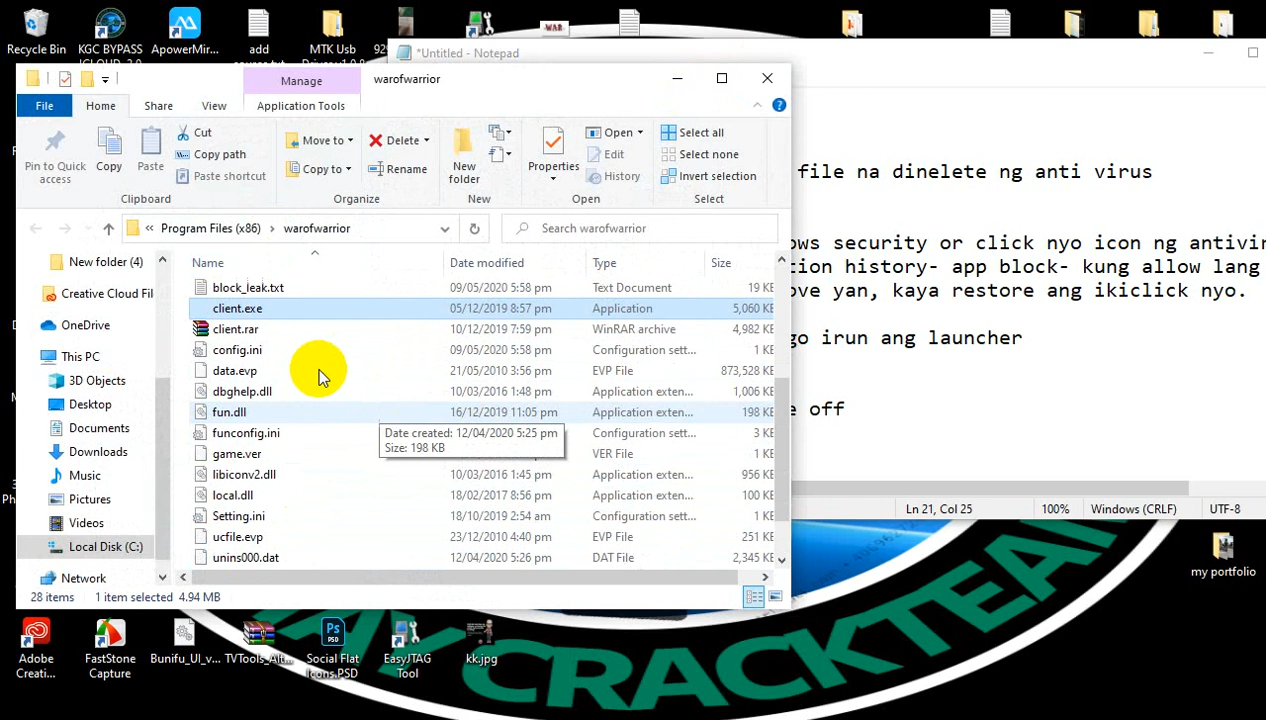 Recycle Bin
KGC BYPASS
ApowerMir...
add
MTK Usb
WAR
*Untitled - Notepad
Manage
warofwarrior
File
Home
Share
View
Application Tools
Pin to Quick
access
Copy
Paste
Cut
Copy path
Paste shortcut
Clipboard
Move to
Copy to
Delete
Rename
Organize
New
folder
New
Properties
Open
Edit
History
Open
Select all
Select none
Invert selection
Select
« Program Files (x86) > warofwarrior
Search warofwarrior
New folder (4)
Creative Cloud Fil
OneDrive
This PC
3D Objects
Desktop
Documents
Downloads
Music
Pictures
Videos
Local Disk (C:)
Network
Name Date modified Type Size
block_leak.txt 09/05/2020 5:58 pm Text Document 19 KB
client.exe 05/12/2019 8:57 pm Application 5,060 KB
client.rar 10/12/2019 7:59 pm WinRAR archive 4,982 KB
config.ini 09/05/2020 5:58 pm Configuration sett... 1 KB
data.evp 21/05/2010 3:56 pm EVP File 873,528 KB
dbghelp.dll 10/03/2016 1:48 pm Application exten... 1,006 KB
fun.dll 16/12/2019 11:05 pm Application exten... 198 KB
funconfig.ini Configuration sett... 3 KB
Date created: 12/04/2020 5:25 pm
Size: 198 KB
game.ver VER File
libiconv2.dll 10/03/2016 1:45 pm Application exten... 956 KB
local.dll 18/02/2017 8:56 pm Application exten... 100 KB
Setting.ini 18/10/2019 2:54 am Configuration sett... 1 KB
ucfile.evp 23/12/2010 4:40 pm EVP File 251 KB
unins000.dat 12/04/2020 5:26 pm DAT File 2,345 KB
28 items 1 item selected 4.94 MB
file na dinelete ng anti virus
ows security or click nyo icon ng antivir
tion history- app block- kung allow lang
ove yan, kaya restore ang ikiclick nyo.
go irun ang launcher
e off
Ln 21, Col 25 100% Windows (CRLF) UTF-8
my portfolio
Adobe
Creati...
FastStone
Capture
Bunifu_UI_v...
TVTools_Alt...
Social Flat
Icons.PSD
EasyJTAG
Tool
kk.jpg
AY CRACKTEAM